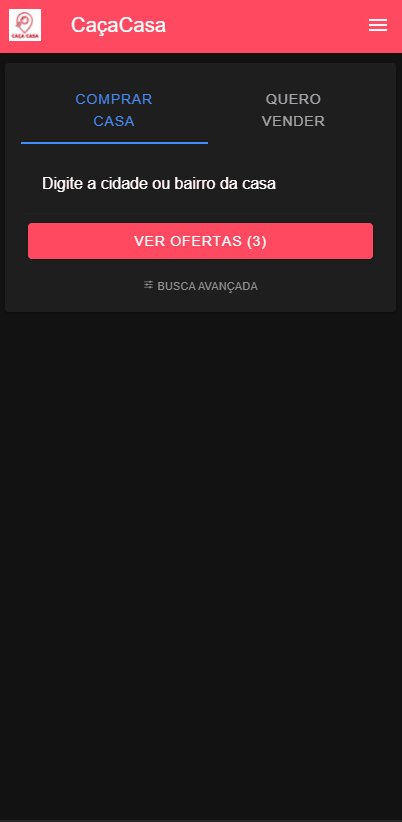 CAÇA CASA
CaçaCasa
COMPRAR
CASA
QUERO
VENDER
Digite a cidade ou bairro da casa
VER OFERTAS (3)
BUSCA AVANÇADA